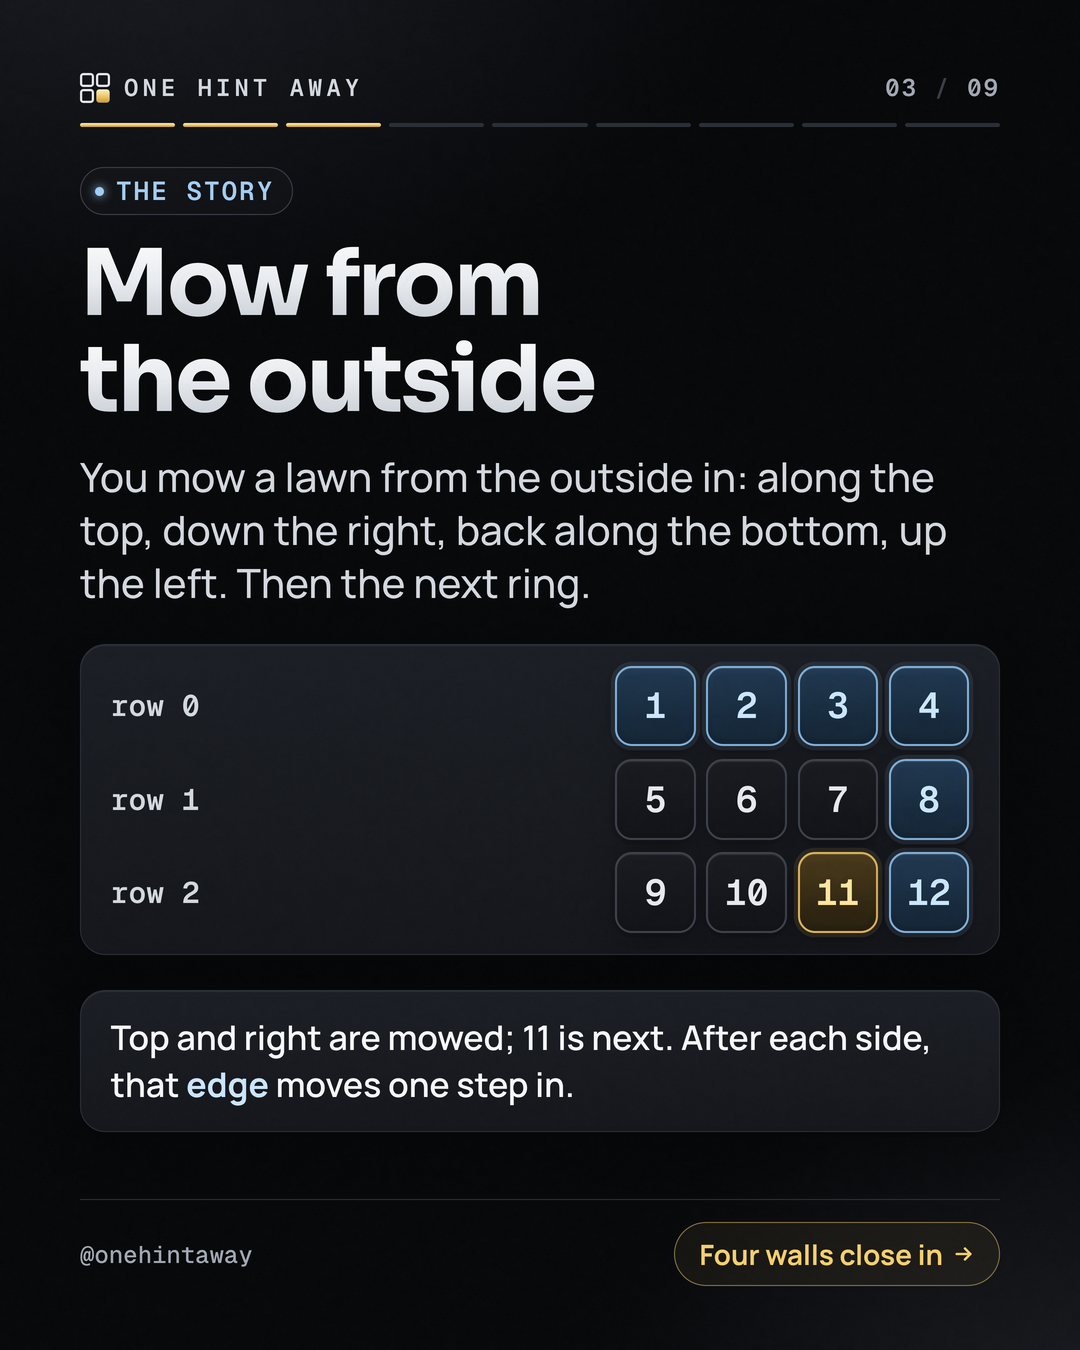 ONE HINT AWAY
03 / 09
THE STORY
Mow from
the outside
You mow a lawn from the outside in: along the
top, down the right, back along the bottom, up
the left. Then the next ring.
row 0 1 2 3 4
row 1 5 6 7 8
row 2 9 10 11 12
Top and right are mowed; 11 is next. After each side,
that edge moves one step in.
@onehintaway
Four walls close in →